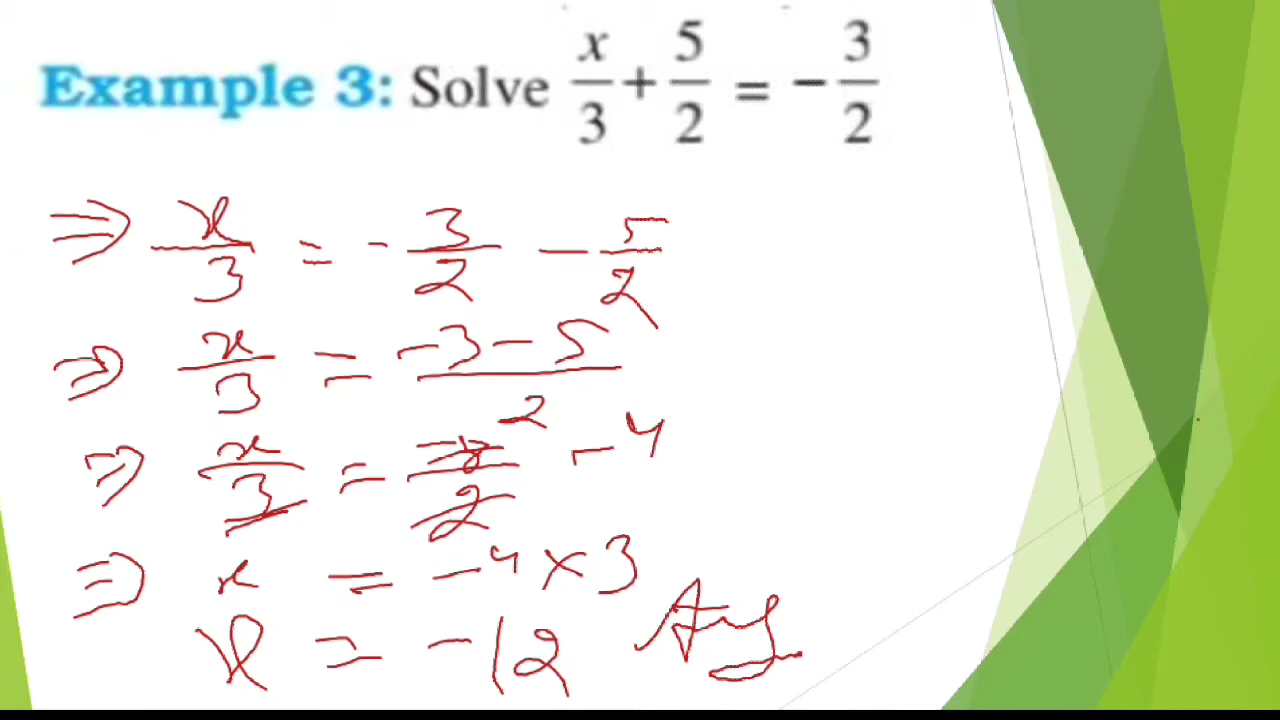 Example 3: Solve x/3 + 5/2 = - 3/2
⇒ x/3 = - 3/2 - 5/2
⇒ x/3 = -3-5/2
⇒ x/3 = -8/2 -4
⇒ x = -4×3
x = -12 Ans